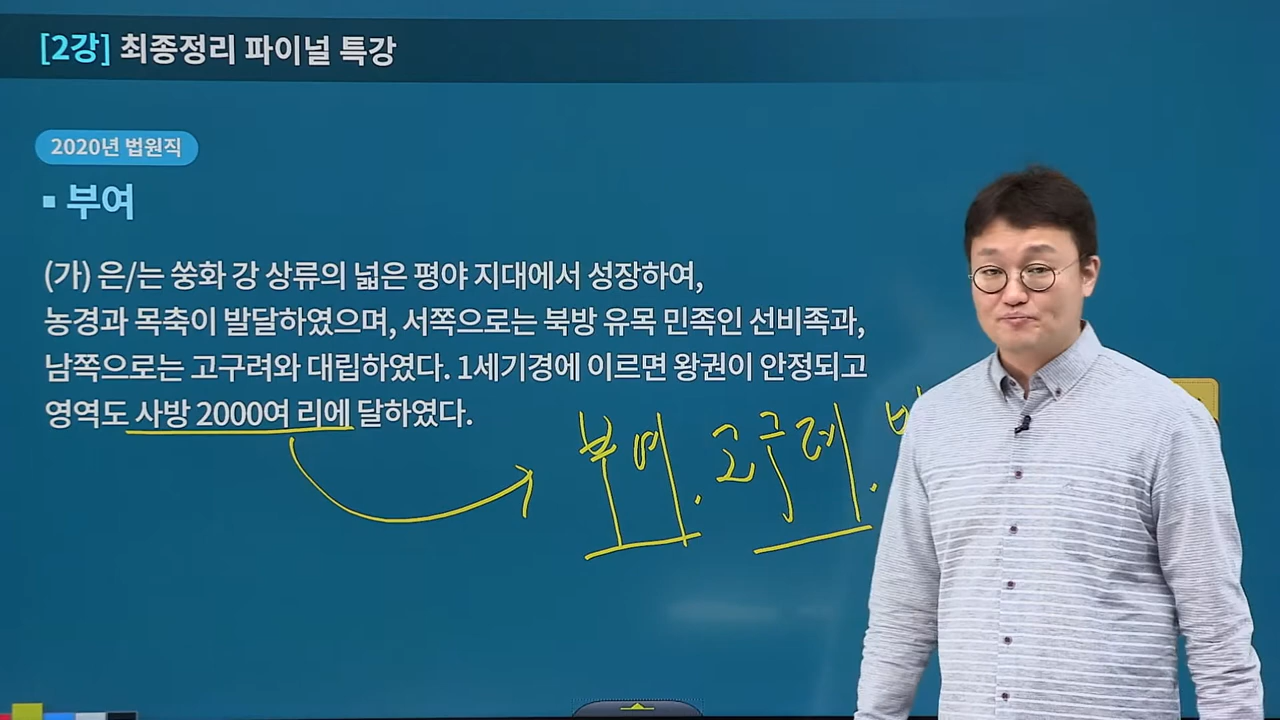 [2강] 최종정리 파이널 특강
2020년 법원직
▪ 부여
(가) 은/는 쑹화 강 상류의 넓은 평야 지대에서 성장하여,
농경과 목축이 발달하였으며, 서쪽으로는 북방 유목 민족인 선비족과,
남쪽으로는 고구려와 대립하였다. 1세기경에 이르면 왕권이 안정되고
영역도 사방 2000여 리에 달하였다.
부여. 고구려.